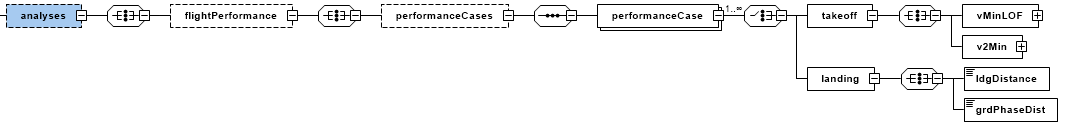 analyses flightPerformance performanceCases performanceCase 1..∞ takeoff vMinLOF
v2Min
landing ldgDistance
grdPhaseDist